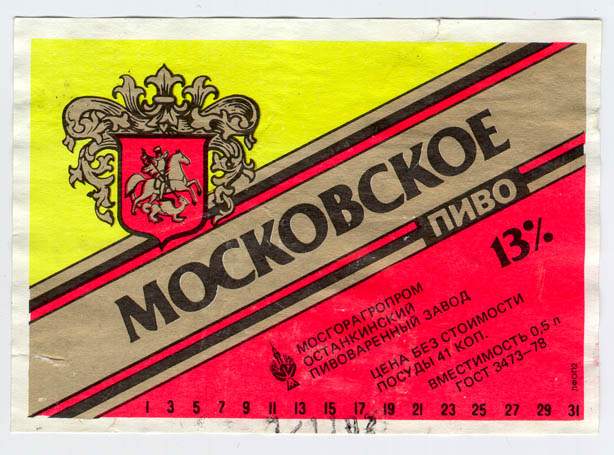 МОСКОВСКОЕ
ПИВО
13%
МОСГОРАГРОПРОМ
ОСТАНКИНСКИЙ
ПИВОВАРЕННЫЙ ЗАВОД
ЦЕНА БЕЗ СТОИМОСТИ
ПОСУДЫ 41 КОП.
ВМЕСТИМОСТЬ 0,5 л
ГОСТ 3473–78
1 3 5 7 9 11 13 15 17 19 21 23 25 27 29 31